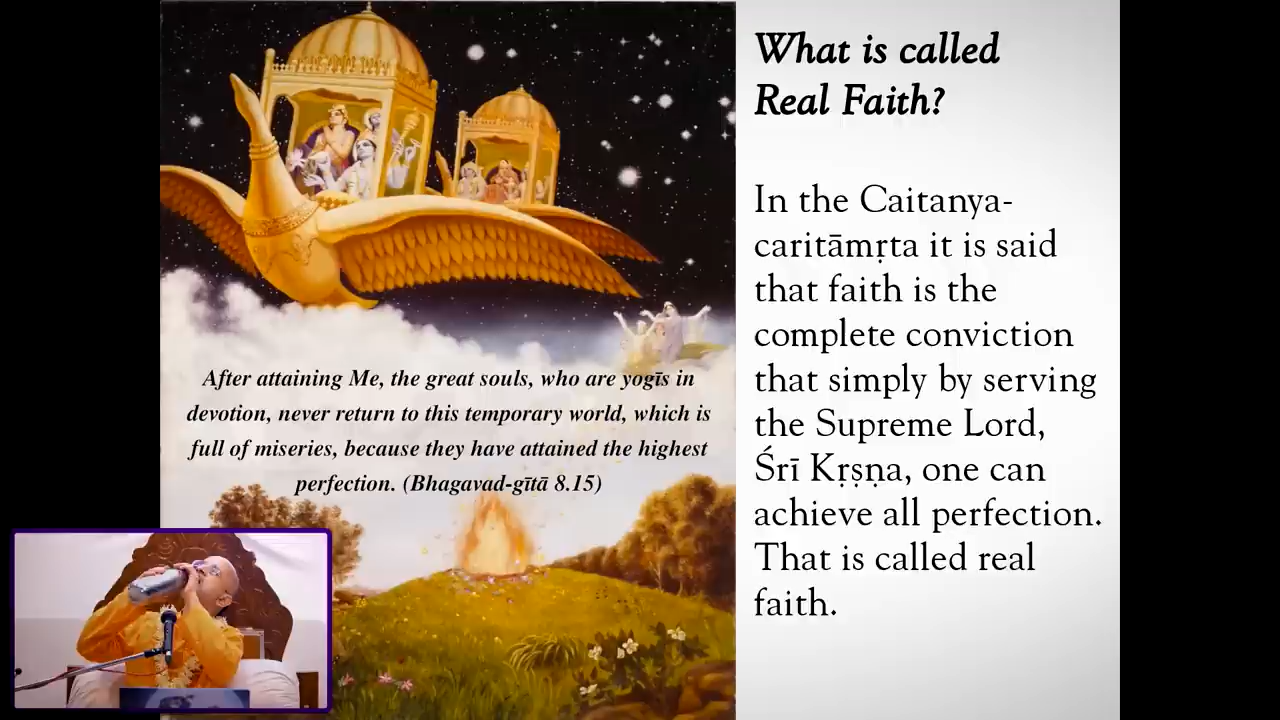 What is called
Real Faith?
In the Caitanya-
caritāmṛta it is said
that faith is the
complete conviction
that simply by serving
the Supreme Lord,
Śrī Kṛṣṇa, one can
achieve all perfection.
That is called real
faith.
After attaining Me, the great souls, who are yogīs in
devotion, never return to this temporary world, which is
full of miseries, because they have attained the highest
perfection. (Bhagavad-gītā 8.15)